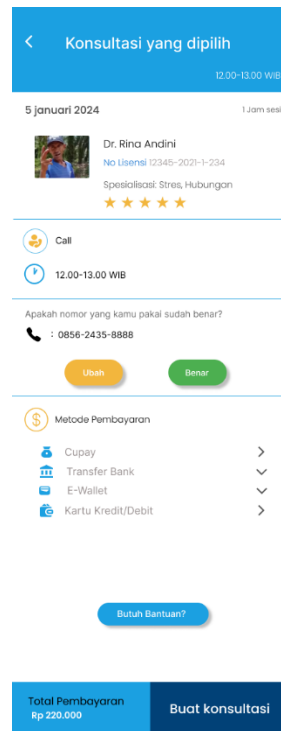 Konsultasi yang dipilih
12.00-13.00 WIB
5 januari 2024
1 Jam sesi
Dr. Rina Andini
No Lisensi 12345-2021-1-234
Spesialisasi: Stres, Hubungan
Call
12.00-13.00 WIB
Apakah nomor yang kamu pakai sudah benar?
: 0856-2435-8888
Ubah
Benar
$ Metode Pembayaran
Cupay
Transfer Bank
E-Wallet
Kartu Kredit/Debit
Butuh Bantuan?
Total Pembayaran
Rp 220.000
Buat konsultasi